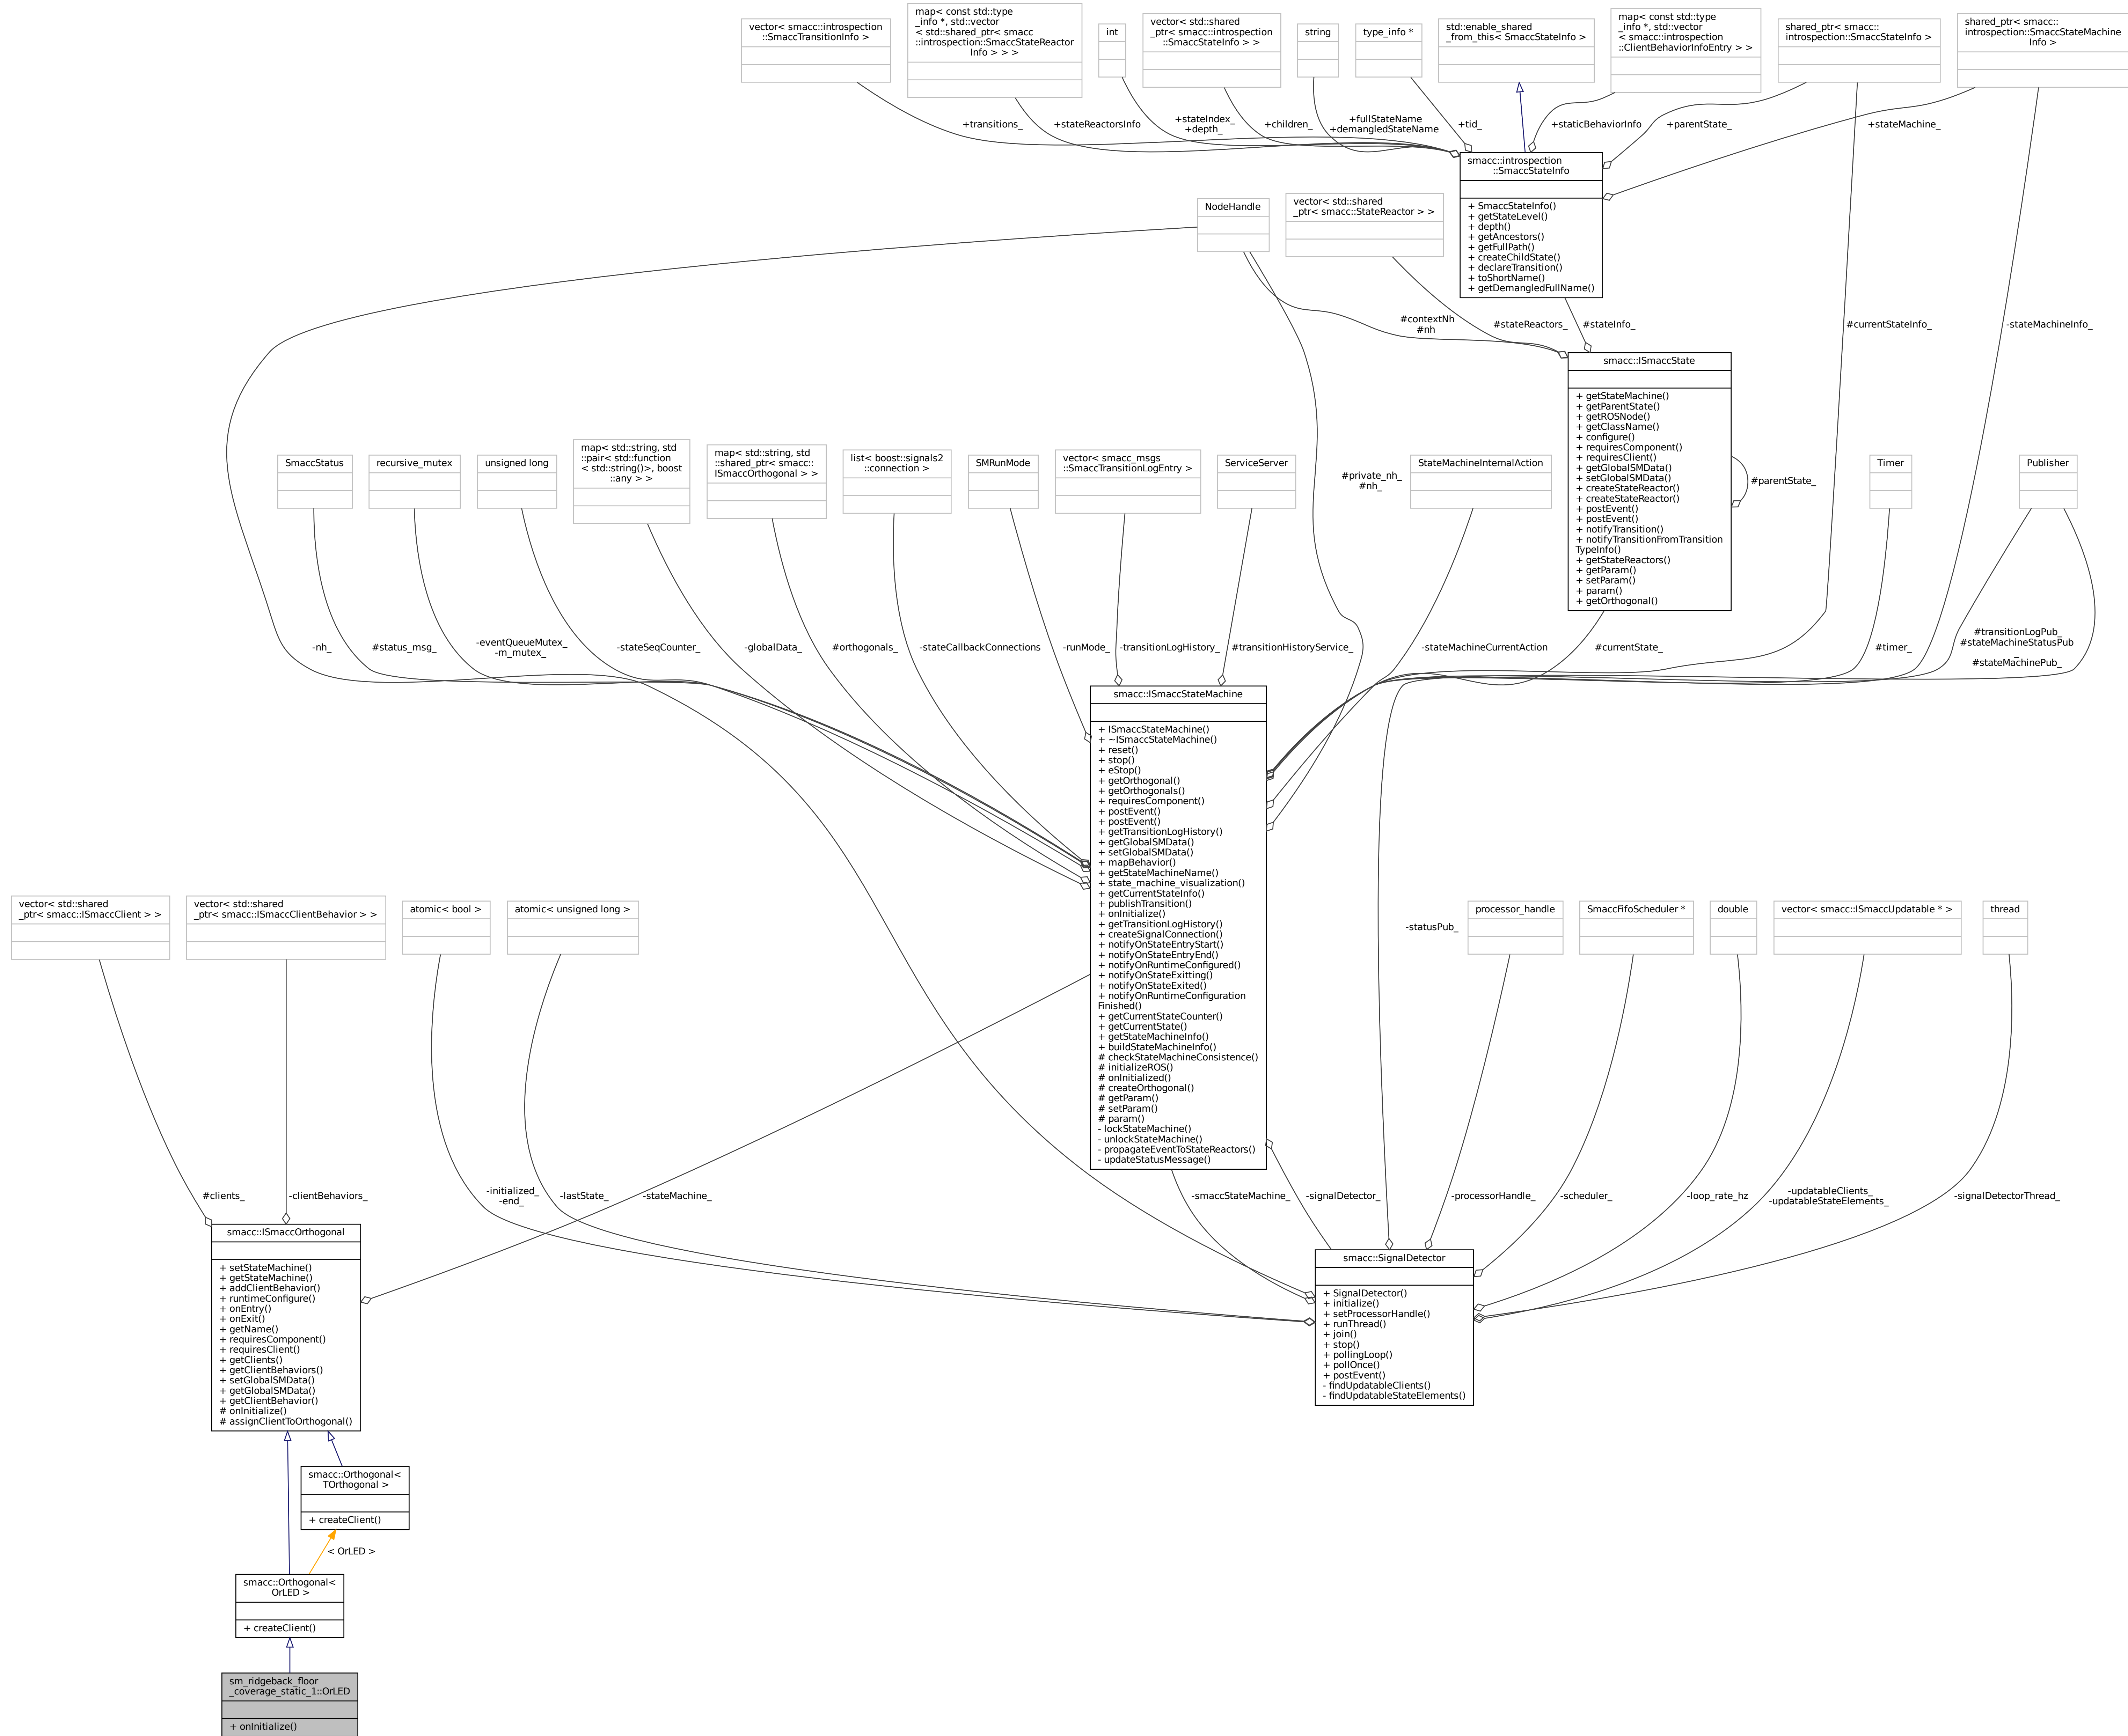 vector< smacc::introspection
::SmaccTransitionInfo >
map< const std::type
_info *, std::vector
< std::shared_ptr< smacc
::introspection::SmaccStateReactor
Info > > >
int
vector< std::shared
_ptr< smacc::introspection
::SmaccStateInfo > >
string
type_info *
std::enable_shared
_from_this< SmaccStateInfo >
map< const std::type
_info *, std::vector
< smacc::introspection
::ClientBehaviorInfoEntry > >
shared_ptr< smacc::
introspection::SmaccStateInfo >
shared_ptr< smacc::
introspection::SmaccStateMachine
Info >
+transitions_
+stateReactorsInfo
+stateIndex_
+depth_
+children_
+fullStateName
+demangledStateName
+tid_
+staticBehaviorInfo
+parentState_
+stateMachine_
smacc::introspection
::SmaccStateInfo
+ SmaccStateInfo()
+ getStateLevel()
+ depth()
+ getAncestors()
+ getFullPath()
+ createChildState()
+ declareTransition()
+ toShortName()
+ getDemangledFullName()
NodeHandle
vector< std::shared
_ptr< smacc::StateReactor > >
#contextNh
#nh
#stateReactors_
#stateInfo_
#currentStateInfo_
-stateMachineInfo_
smacc::ISmaccState
+ getStateMachine()
+ getParentState()
+ getROSNode()
+ getClassName()
+ configure()
+ requiresComponent()
+ requiresClient()
+ getGlobalSMData()
+ setGlobalSMData()
+ createStateReactor()
+ createStateReactor()
+ postEvent()
+ postEvent()
+ notifyTransition()
+ notifyTransitionFromTransition
TypeInfo()
+ getStateReactors()
+ getParam()
+ setParam()
+ param()
+ getOrthogonal()
#parentState_
SmaccStatus
recursive_mutex
unsigned long
map< std::string, std
::pair< std::function
< std::string()>, boost
::any > >
map< std::string, std
::shared_ptr< smacc::
ISmaccOrthogonal > >
list< boost::signals2
::connection >
SMRunMode
vector< smacc_msgs
::SmaccTransitionLogEntry >
ServiceServer
#private_nh_
#nh_
StateMachineInternalAction
Timer
Publisher
-nh_
#status_msg_
-eventQueueMutex_
-m_mutex_
-stateSeqCounter_
-globalData_
#orthogonals_
-stateCallbackConnections
-runMode_
-transitionLogHistory_
#transitionHistoryService_
-stateMachineCurrentAction
#currentState_
#timer_
#transitionLogPub_
#stateMachineStatusPub
_
#stateMachinePub_
smacc::ISmaccStateMachine
+ ISmaccStateMachine()
+ ~ISmaccStateMachine()
+ reset()
+ stop()
+ eStop()
+ getOrthogonal()
+ getOrthogonals()
+ requiresComponent()
+ postEvent()
+ postEvent()
+ getTransitionLogHistory()
+ getGlobalSMData()
+ setGlobalSMData()
+ mapBehavior()
+ getStateMachineName()
+ state_machine_visualization()
+ getCurrentStateInfo()
+ publishTransition()
+ onInitialize()
+ getTransitionLogHistory()
+ createSignalConnection()
+ notifyOnStateEntryStart()
+ notifyOnStateEntryEnd()
+ notifyOnRuntimeConfigured()
+ notifyOnStateExitting()
+ notifyOnStateExited()
+ notifyOnRuntimeConfiguration
Finished()
+ getCurrentStateCounter()
+ getCurrentState()
+ getStateMachineInfo()
+ buildStateMachineInfo()
# checkStateMachineConsistence()
# initializeROS()
# onInitialized()
# createOrthogonal()
# getParam()
# setParam()
# param()
- lockStateMachine()
- unlockStateMachine()
- propagateEventToStateReactors()
- updateStatusMessage()
vector< std::shared
_ptr< smacc::ISmaccClient > >
vector< std::shared
_ptr< smacc::ISmaccClientBehavior > >
atomic< bool >
atomic< unsigned long >
-statusPub_
processor_handle
SmaccFifoScheduler *
double
vector< smacc::ISmaccUpdatable * >
thread
#clients_
-clientBehaviors_
-initialized_
-end_
-lastState_
-stateMachine_
-smaccStateMachine_
-signalDetector_
-processorHandle_
-scheduler_
-loop_rate_hz
-updatableClients_
-updatableStateElements_
-signalDetectorThread_
smacc::ISmaccOrthogonal
+ setStateMachine()
+ getStateMachine()
+ addClientBehavior()
+ runtimeConfigure()
+ onEntry()
+ onExit()
+ getName()
+ requiresComponent()
+ requiresClient()
+ getClients()
+ getClientBehaviors()
+ setGlobalSMData()
+ getGlobalSMData()
+ getClientBehavior()
# onInitialize()
# assignClientToOrthogonal()
smacc::SignalDetector
+ SignalDetector()
+ initialize()
+ setProcessorHandle()
+ runThread()
+ join()
+ stop()
+ pollingLoop()
+ pollOnce()
+ postEvent()
- findUpdatableClients()
- findUpdatableStateElements()
smacc::Orthogonal<
TOrthogonal >
+ createClient()
< OrLED >
smacc::Orthogonal<
OrLED >
+ createClient()
sm_ridgeback_floor
_coverage_static_1::OrLED
+ onInitialize()